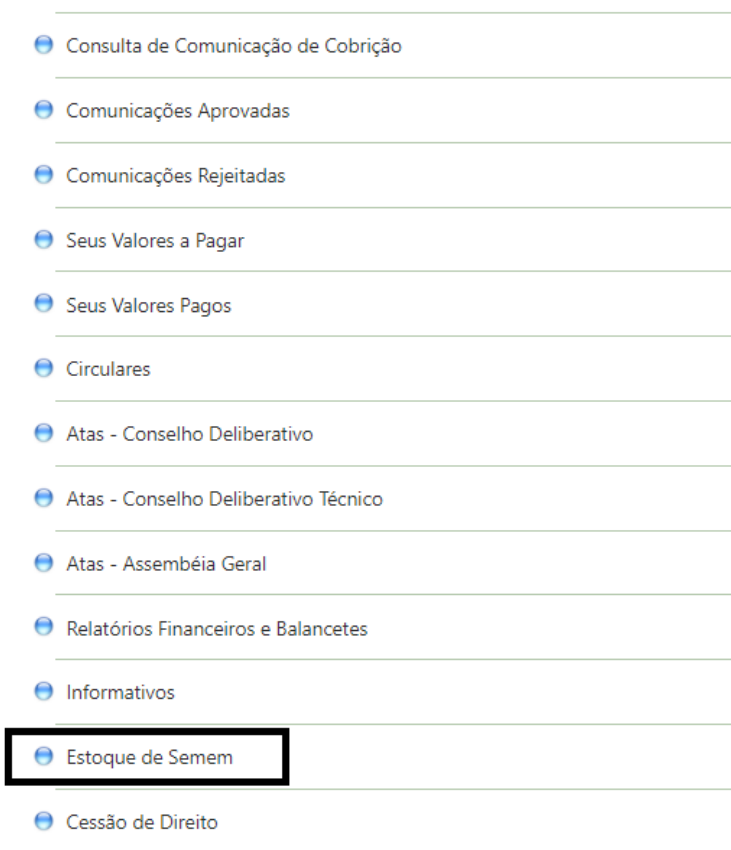 Consulta de Comunicação de Cobrição
Comunicações Aprovadas
Comunicações Rejeitadas
Seus Valores a Pagar
Seus Valores Pagos
Circulares
Atas - Conselho Deliberativo
Atas - Conselho Deliberativo Técnico
Atas - Assembéia Geral
Relatórios Financeiros e Balancetes
Informativos
Estoque de Semem
Cessão de Direito